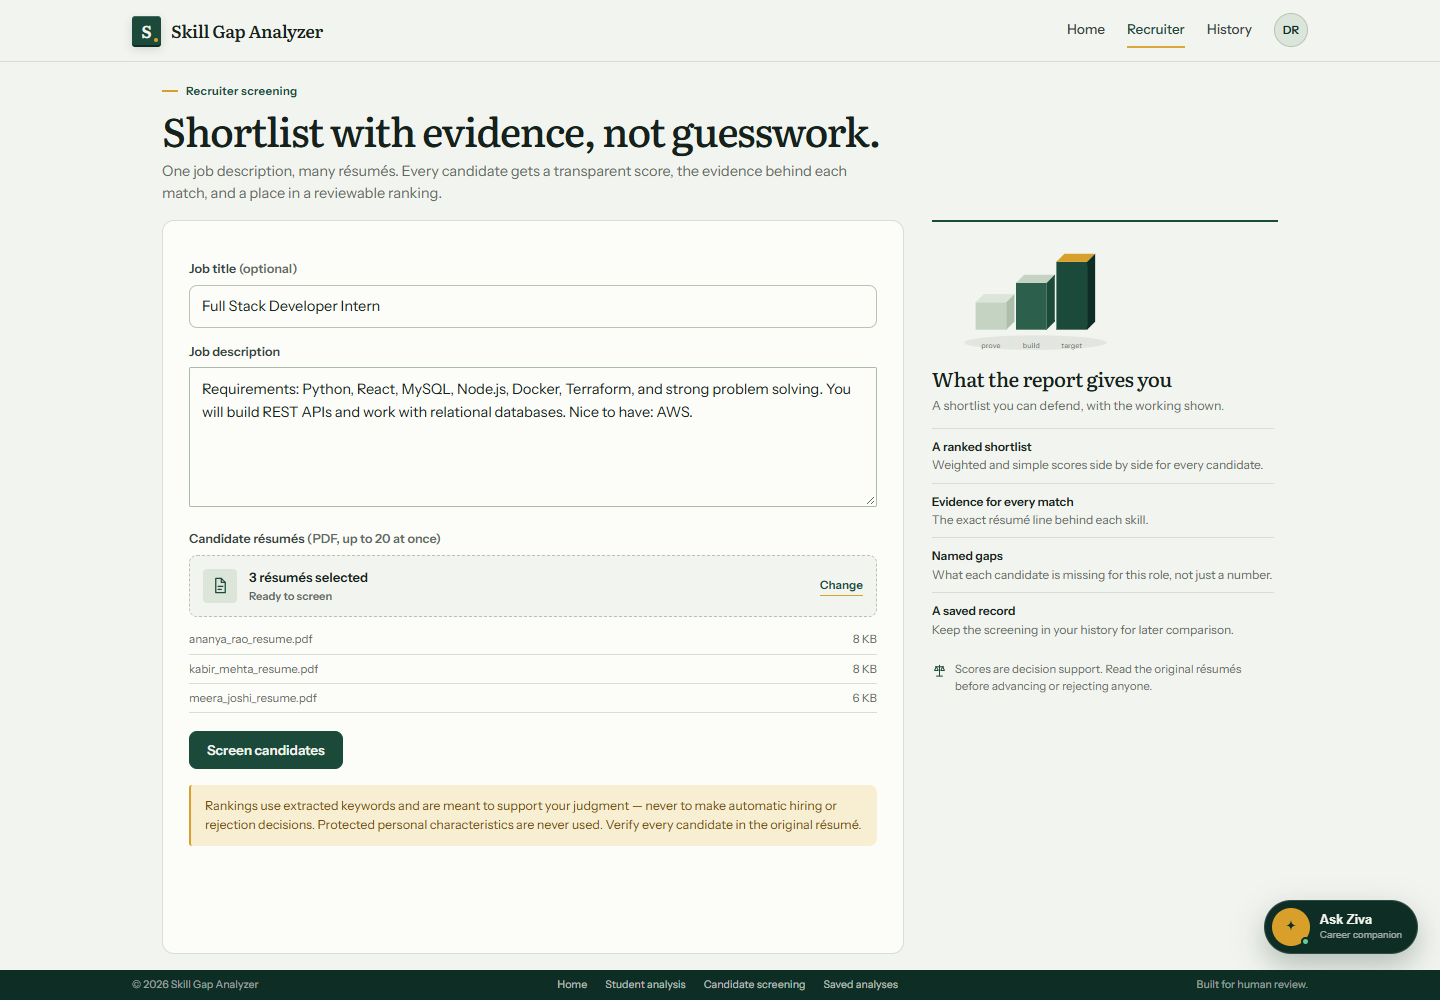 S.
Skill Gap Analyzer
Home
Recruiter
History
DR
Recruiter screening
Shortlist with evidence, not guesswork.
One job description, many résumés. Every candidate gets a transparent score, the evidence behind each
match, and a place in a reviewable ranking.
Job title (optional)
Full Stack Developer Intern
Job description
Requirements: Python, React, MySQL, Node.js, Docker, Terraform, and strong problem solving. You
will build REST APIs and work with relational databases. Nice to have: AWS.
Candidate résumés (PDF, up to 20 at once)
3 résumés selected
Ready to screen
Change
ananya_rao_resume.pdf 8 KB
kabir_mehta_resume.pdf 8 KB
meera_joshi_resume.pdf 6 KB
Screen candidates
Rankings use extracted keywords and are meant to support your judgment — never to make automatic hiring or
rejection decisions. Protected personal characteristics are never used. Verify every candidate in the original résumé.
prove build target
What the report gives you
A shortlist you can defend, with the working shown.
A ranked shortlist
Weighted and simple scores side by side for every candidate.
Evidence for every match
The exact résumé line behind each skill.
Named gaps
What each candidate is missing for this role, not just a number.
A saved record
Keep the screening in your history for later comparison.
Scores are decision support. Read the original résumés
before advancing or rejecting anyone.
Ask Ziva
Career companion
© 2026 Skill Gap Analyzer
Home
Student analysis
Candidate screening
Saved analyses
Built for human review.